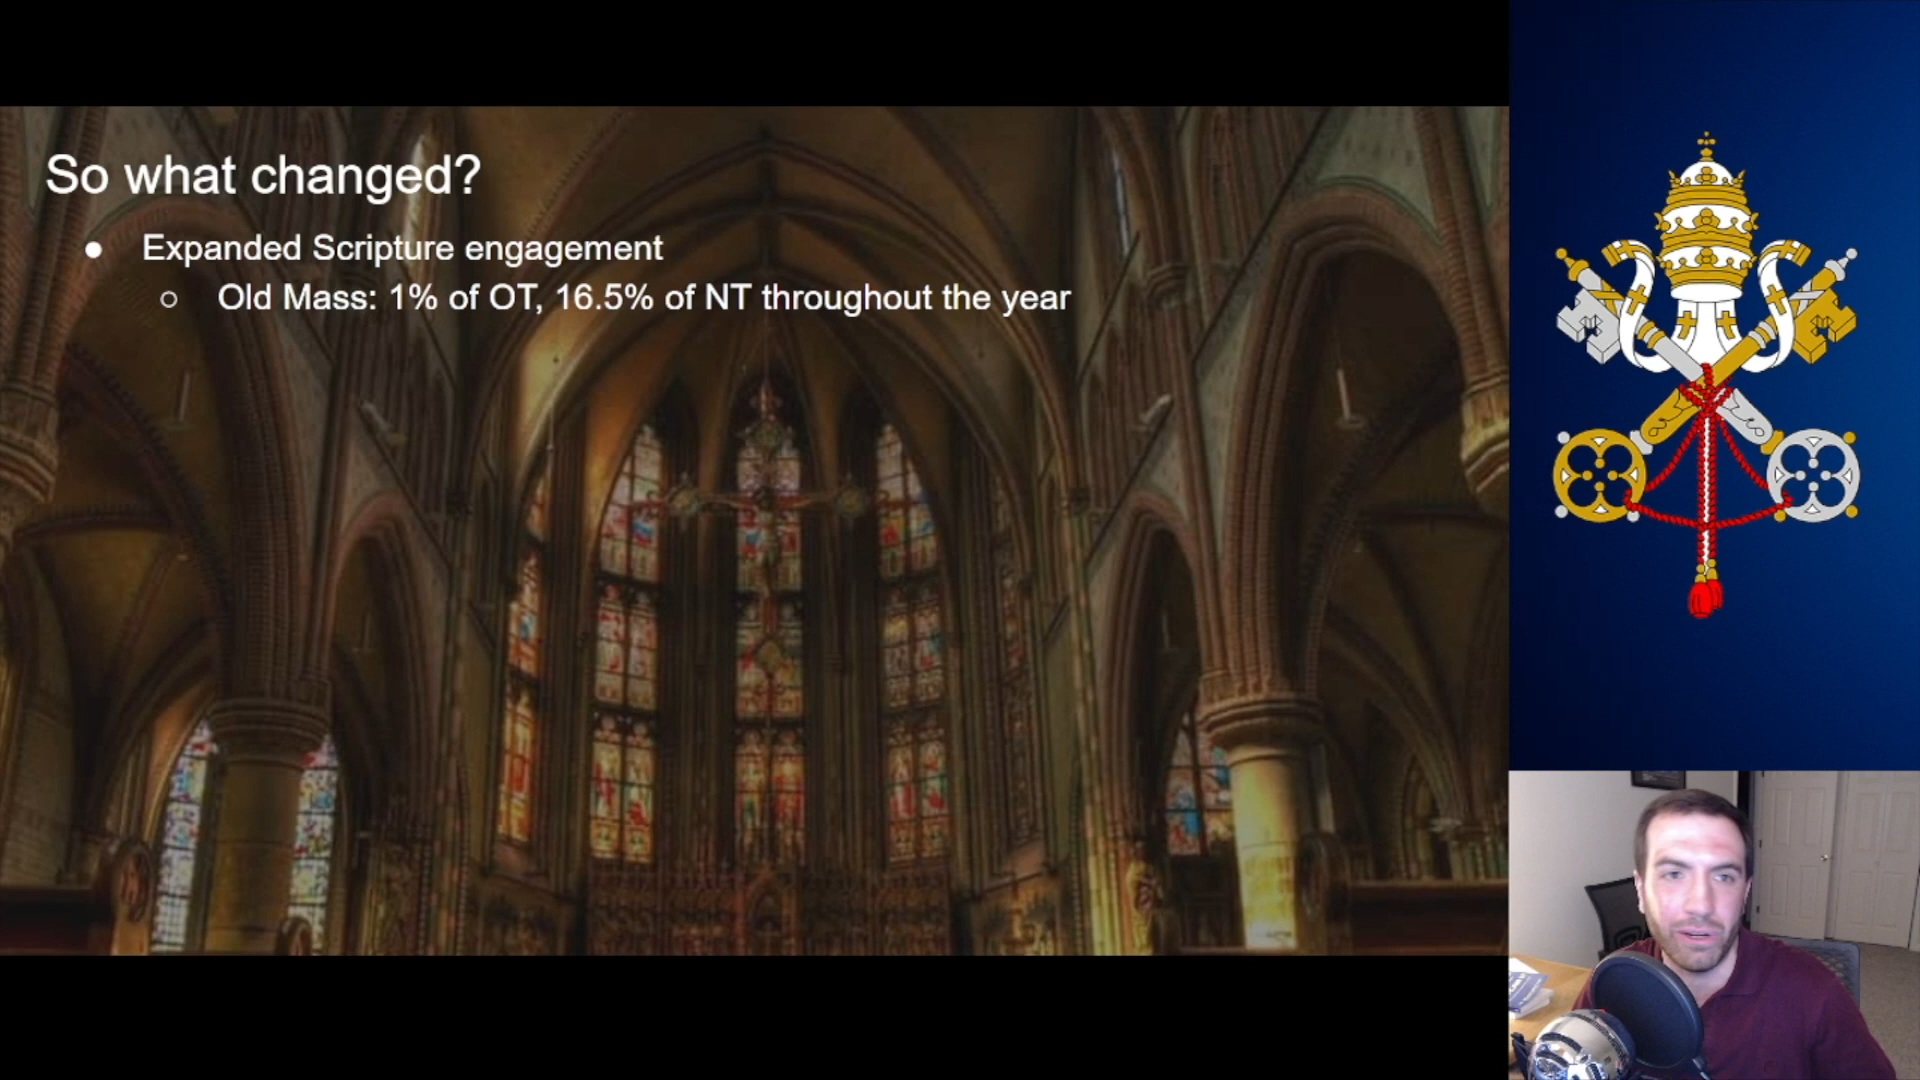 So what changed?
● Expanded Scripture engagement
○ Old Mass: 1% of OT, 16.5% of NT throughout the year